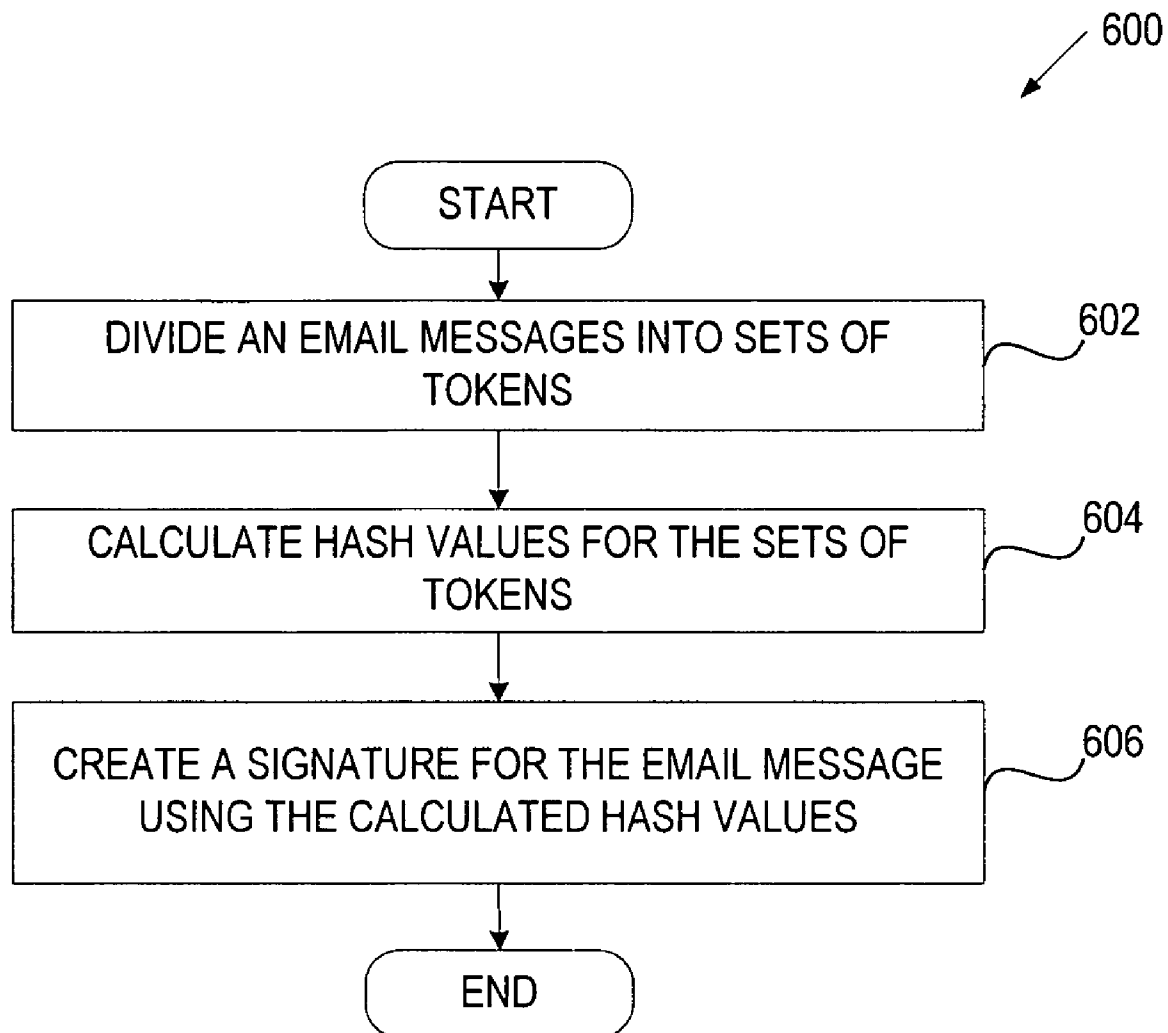 600
START
DIVIDE AN EMAIL MESSAGES INTO SETS OF
TOKENS
602
CALCULATE HASH VALUES FOR THE SETS OF
TOKENS
604
CREATE A SIGNATURE FOR THE EMAIL MESSAGE
USING THE CALCULATED HASH VALUES
606
END